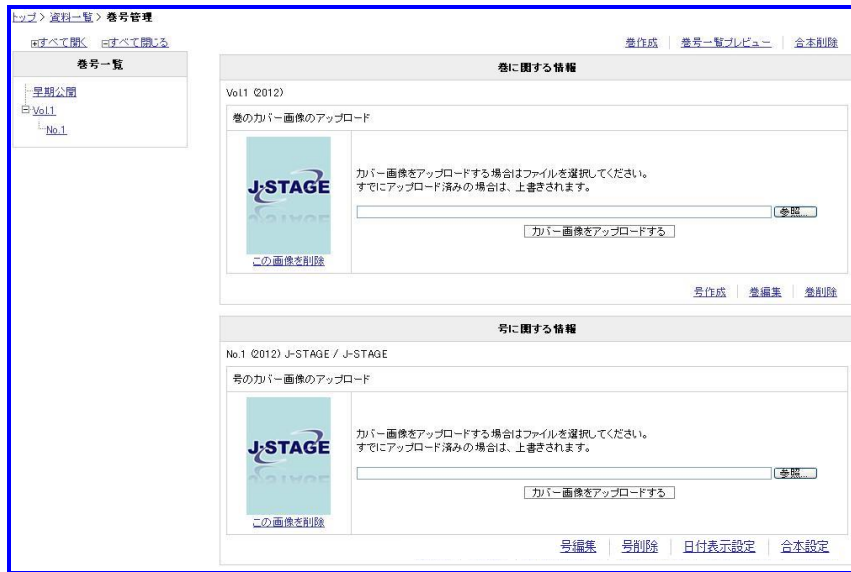 トップ > 資料一覧 > 巻号管理
すべて開く すべて閉じる
巻作成 巻号一覧プレビュー 合本削除
巻号一覧
早期公開
Vol.1
No.1
巻に関する情報
Vol.1 (2012)
巻のカバー画像のアップロード
J-STAGE
カバー画像をアップロードする場合はファイルを選択してください。
すでにアップロード済みの場合は、上書きされます。
参照...
カバー画像をアップロードする
この画像を削除
号作成 巻編集 巻削除
号に関する情報
No.1 (2012) J-STAGE / J-STAGE
号のカバー画像のアップロード
J-STAGE
カバー画像をアップロードする場合はファイルを選択してください。
すでにアップロード済みの場合は、上書きされます。
参照...
カバー画像をアップロードする
この画像を削除
号編集 号削除 日付表示設定 合本設定